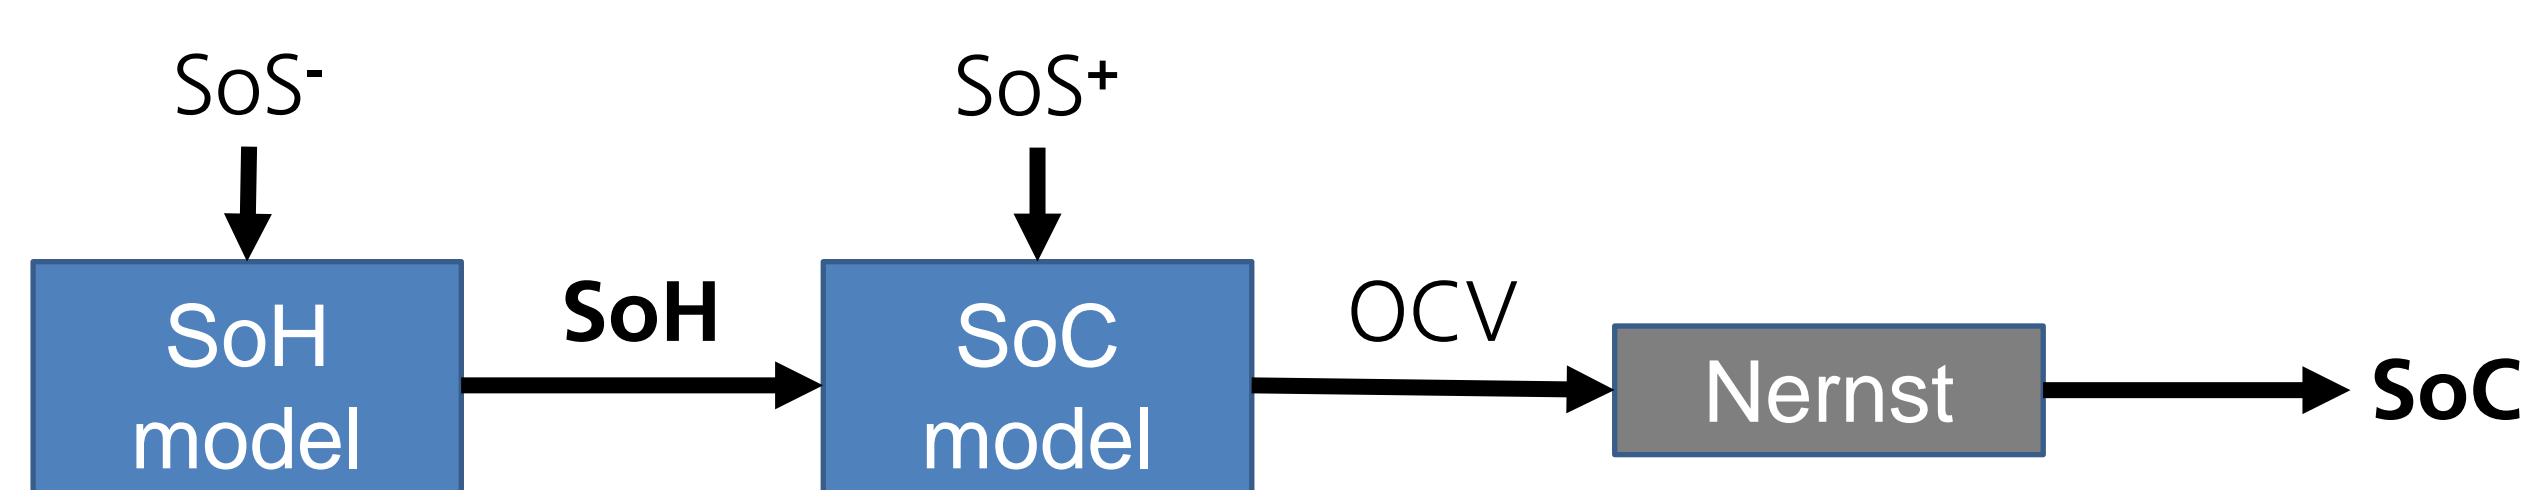 SoS-
SoS+
SoH
model
SoH
SoC
model
OCV
Nernst
SoC